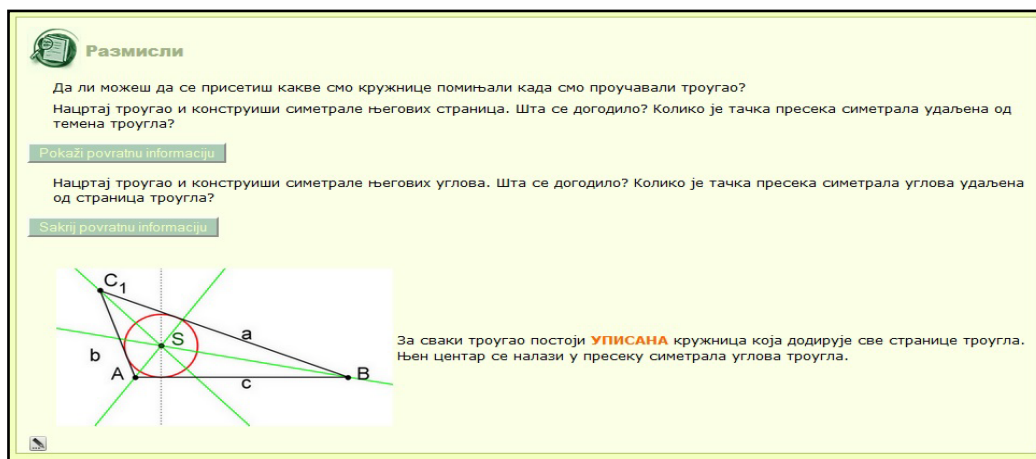 Размисли
Да ли можеш да се присетиш какве смо кружнице помињали када смо проучавали троугао?
Нацртај троугао и конструиши симетрале његових страница. Шта се догодило? Колико је тачка пресека симетрала удаљена од
темена троугла?
Pokaži povratnu informaciju
Нацртај троугао и конструиши симетрале његових углова. Шта се догодило? Колико је тачка пресека симетрала углова удаљена
од страница троугла?
Sakrij povratnu informaciju
C1
a
S
b
A
c
B
За сваки троугао постоји УПИСАНА кружница која додирује све странице троугла.
Њен центар се налази у пресеку симетрала углова троугла.